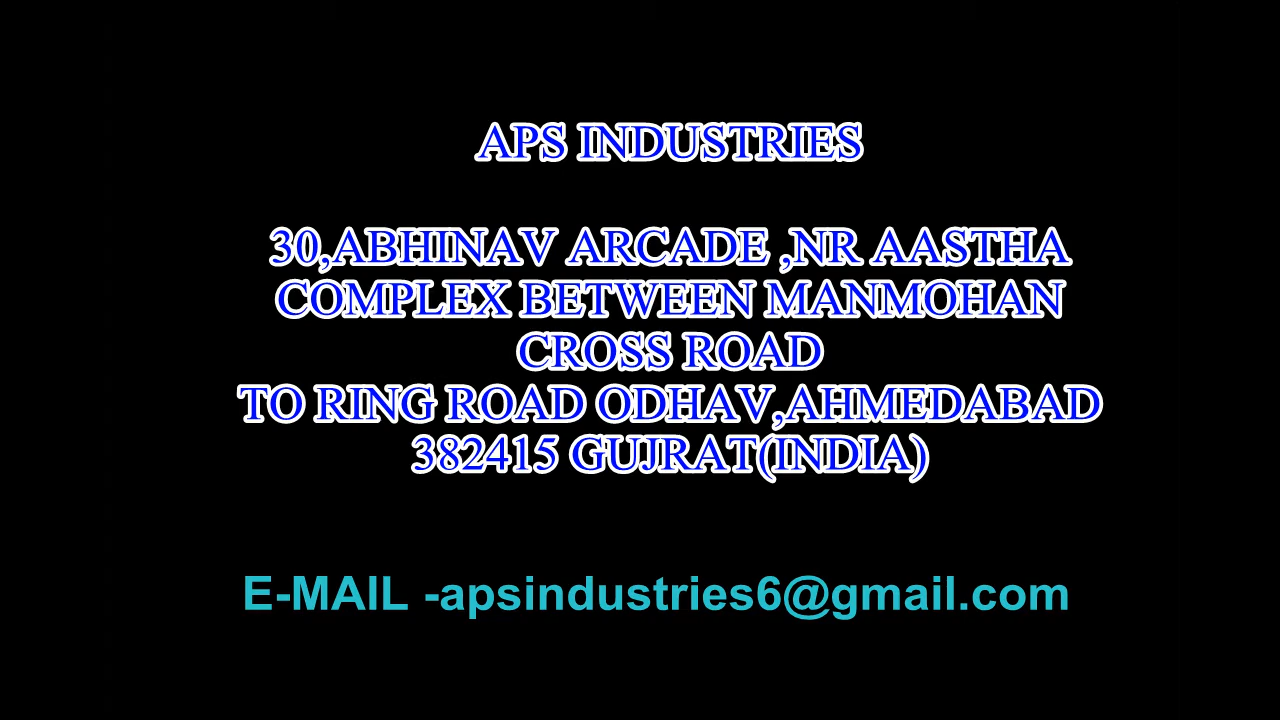 APS INDUSTRIES
30,ABHINAV ARCADE ,NR AASTHA
COMPLEX BETWEEN MANMOHAN
CROSS ROAD
TO RING ROAD ODHAV,AHMEDABAD
382415 GUJRAT(INDIA)
E-MAIL -apsindustries6@gmail.com